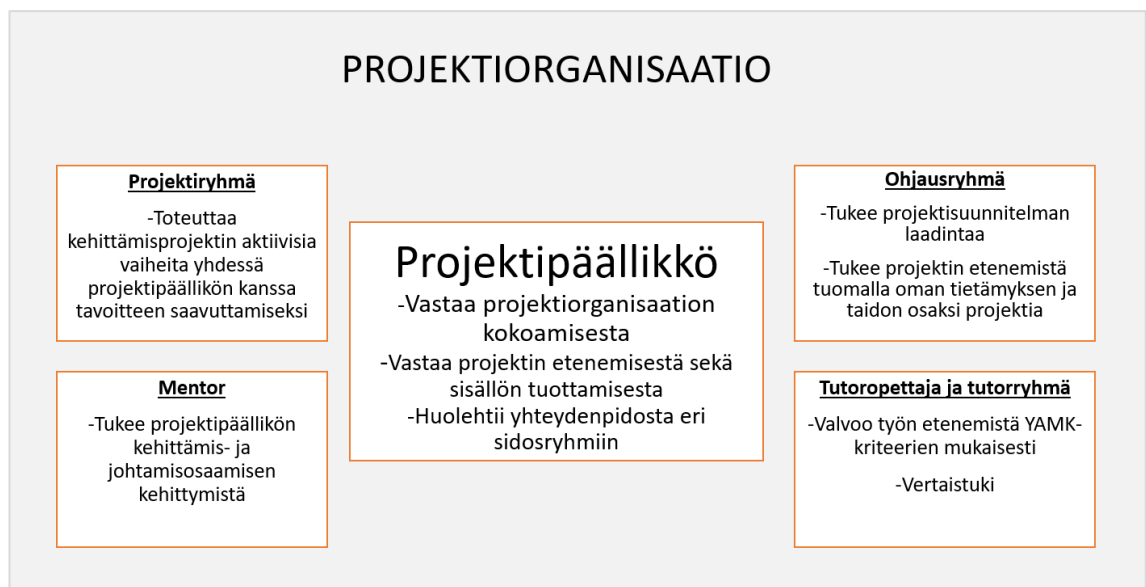 PROJEKTIORGANISAATIO
Projektiryhmä
-Toteuttaa
kehittämisprojektin aktiivisia
vaiheita yhdessä
projektipäällikön kanssa
tavoitteen saavuttamiseksi
Mentor
-Tukee projektipäällikön
kehittämis- ja
johtamisosaamisen
kehittymistä
Projektipäällikkö
-Vastaa projektiorganisaation
kokoamisesta
-Vastaa projektin etenemisestä sekä
sisällön tuottamisesta
-Huolehtii yhteydenpidosta eri
sidosryhmiin
Ohjausryhmä
-Tukee projektisuunnitelman
laadintaa
-Tukee projektin etenemistä
tuomalla oman tietämyksen ja
taidon osaksi projektia
Tutoropettaja ja tutorryhmä
-Valvoo työn etenemistä YAMK-
kriteerien mukaisesti
-Vertaistuki